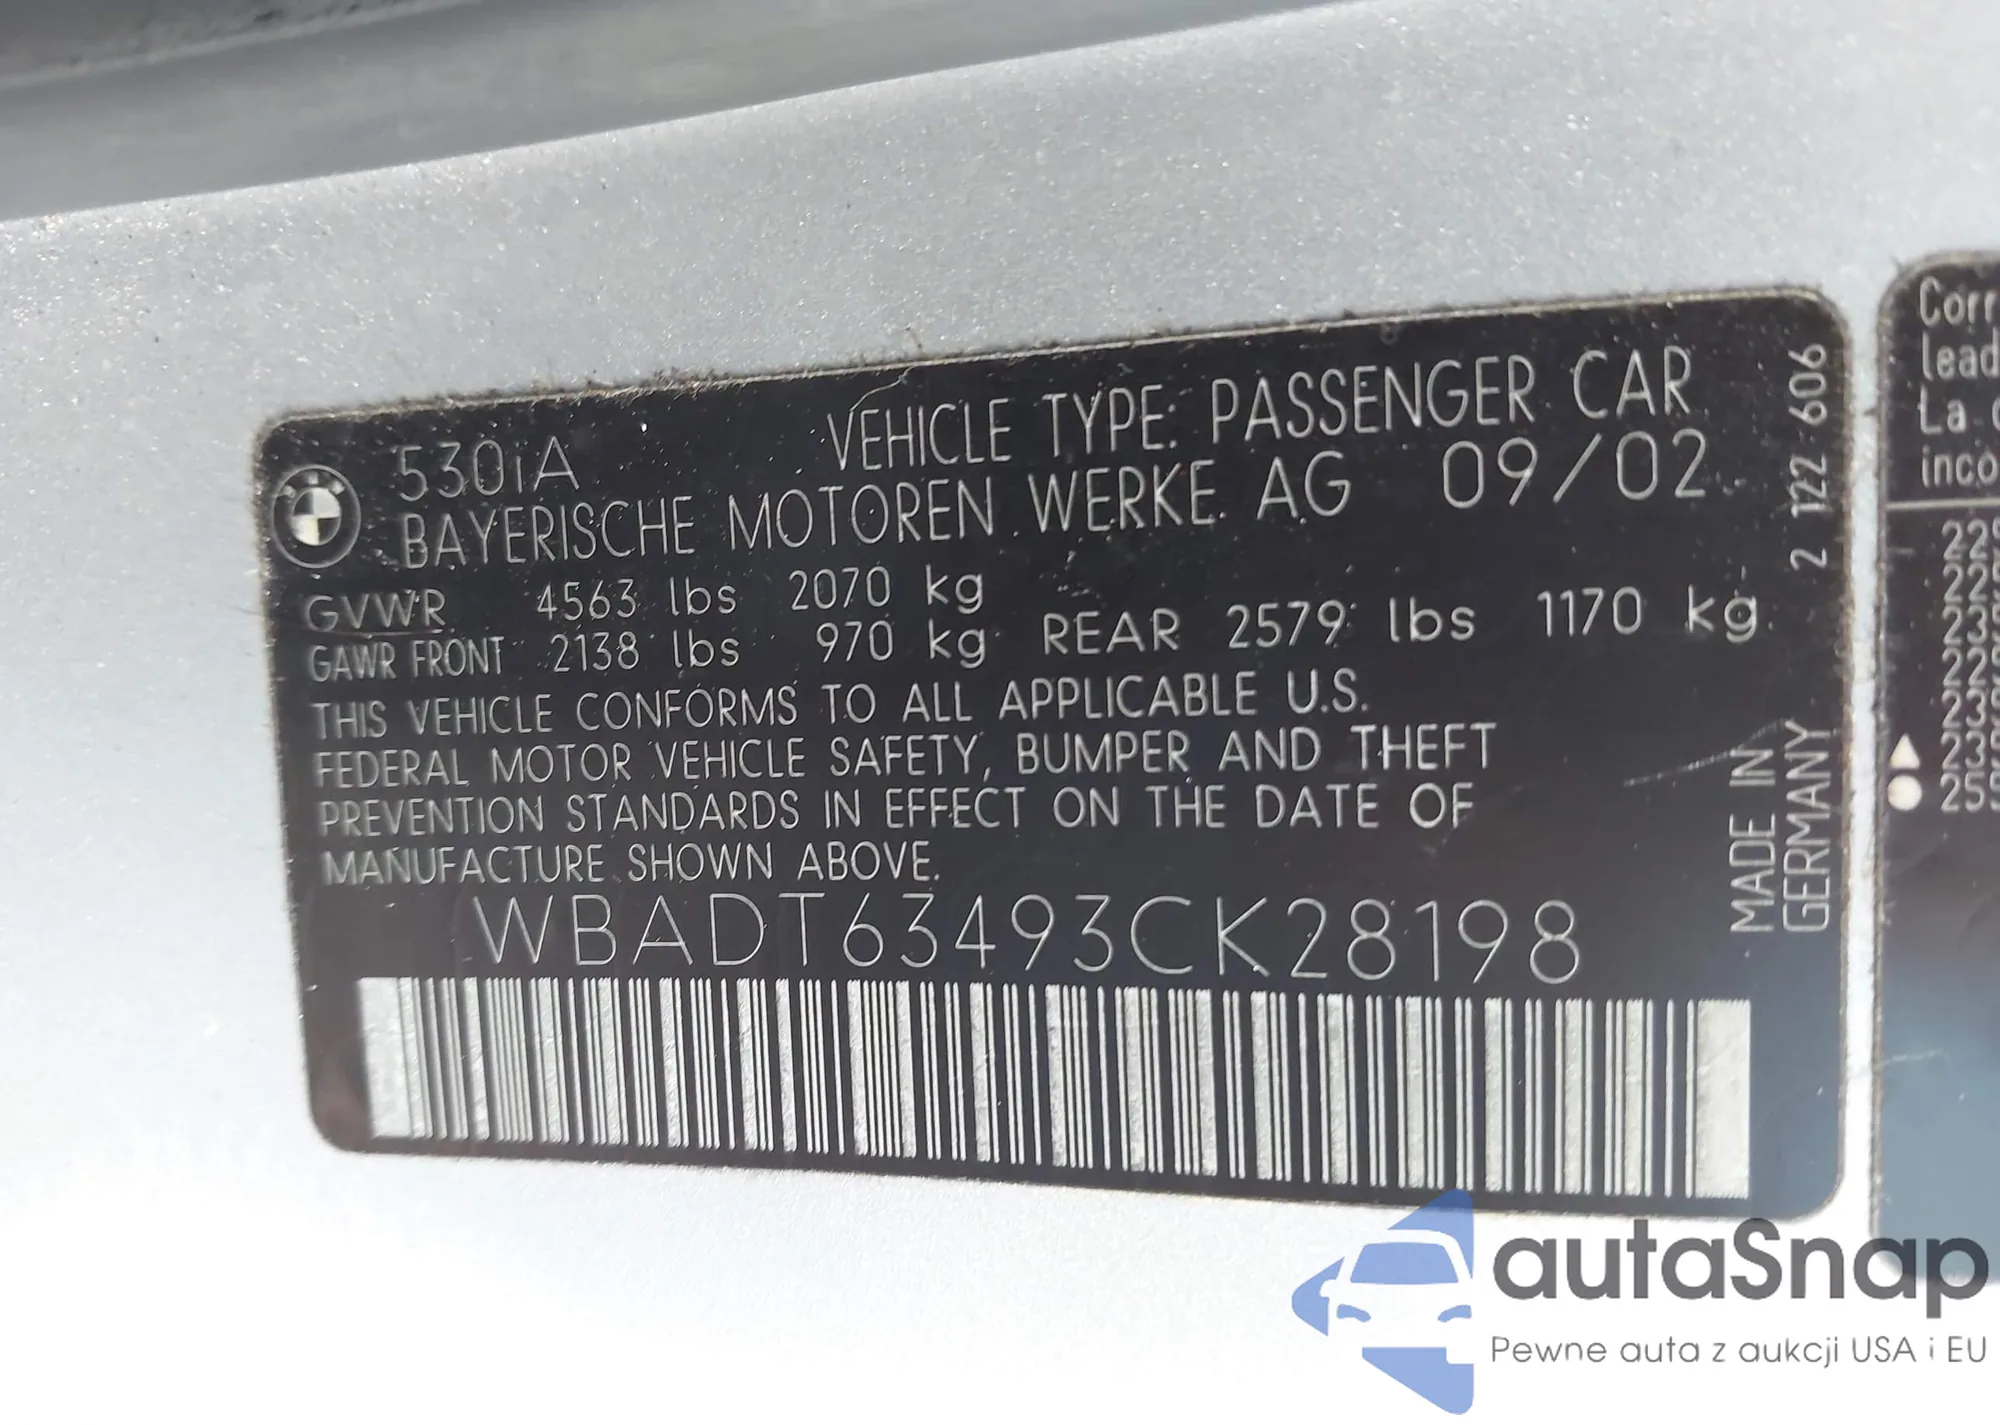 VEHICLE TYPE: PASSENGER CAR
530iA
BAYERISCHE MOTOREN WERKE AG 09/02
GVWR 4563 lbs 2070 kg
GAWR FRONT 2138 lbs 970 kg REAR 2579 lbs 1170 kg
THIS VEHICLE CONFORMS TO ALL APPLICABLE U.S.
FEDERAL MOTOR VEHICLE SAFETY, BUMPER AND THEFT
PREVENTION STANDARDS IN EFFECT ON THE DATE OF
MANUFACTURE SHOWN ABOVE.
WBADT63493CK28198
2 122 606
MADE IN
GERMANY
La
autaSnap
Pewne auta z aukcji USA i EU